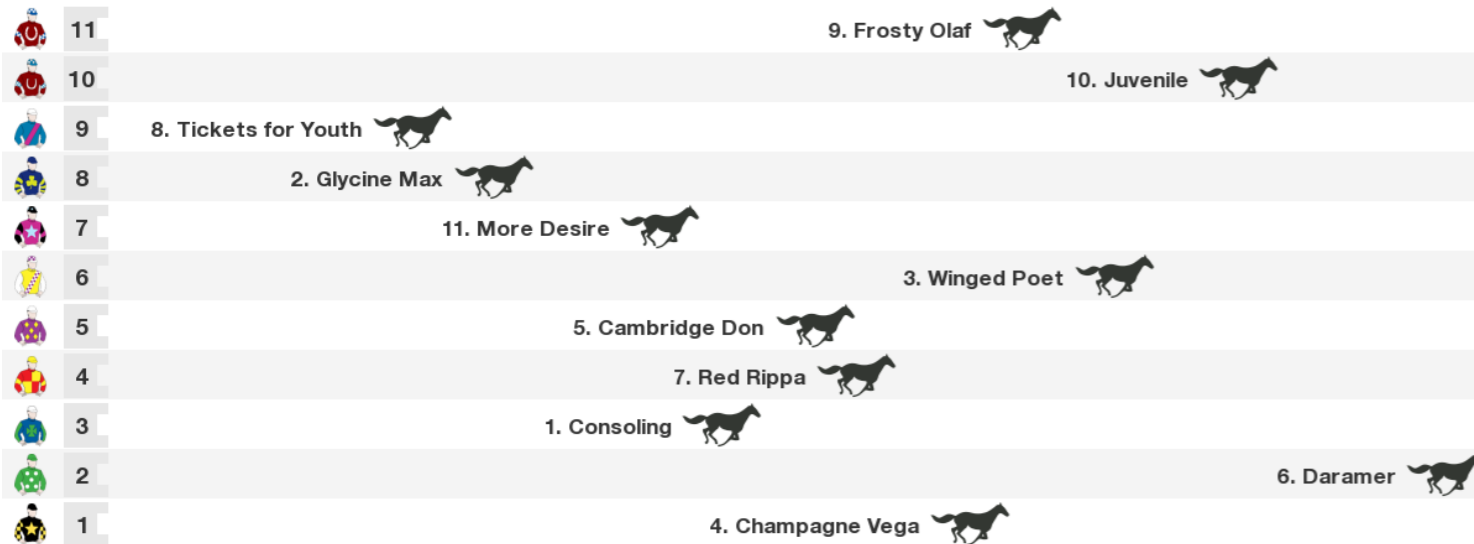 11 9. Frosty Olaf
10 10. Juvenile
9 8. Tickets for Youth
8 2. Glycine Max
7 11. More Desire
6 3. Winged Poet
5 5. Cambridge Don
4 7. Red Rippa
3 1. Consoling
2 6. Daramer
1 4. Champagne Vega